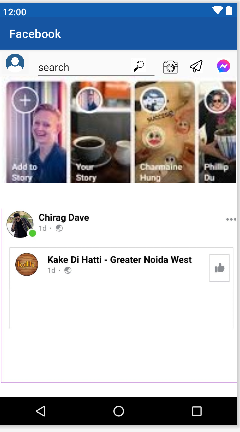 12:00
Facebook
search
success
Add to
Story
Your
Story
Charmaine
Hung
Phillip
Du
Chirag Dave
1d
Kake Di Hatti - Greater Noida West
1d